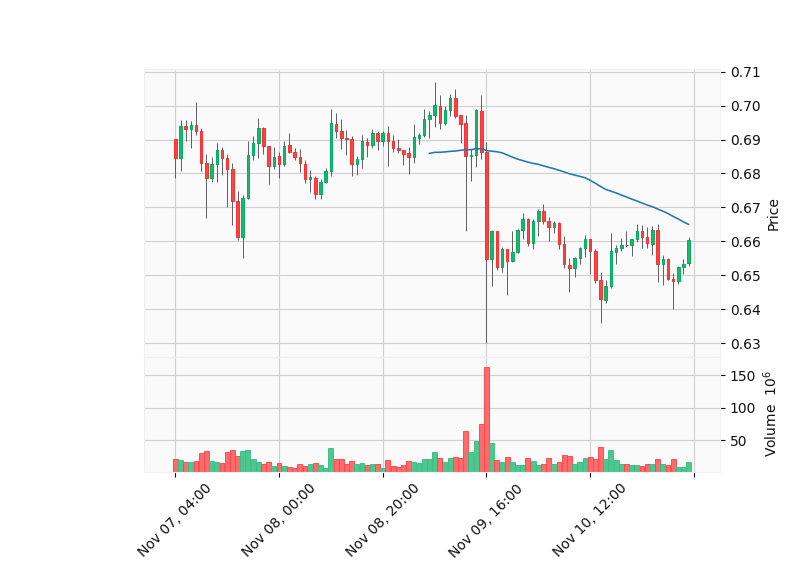 0.71
0.70
0.69
0.68
0.67
0.66
0.65
0.64
0.63
Price
150
100
50
Volume 10^6
Nov 07, 04:00
Nov 08, 00:00
Nov 08, 20:00
Nov 09, 16:00
Nov 10, 12:00